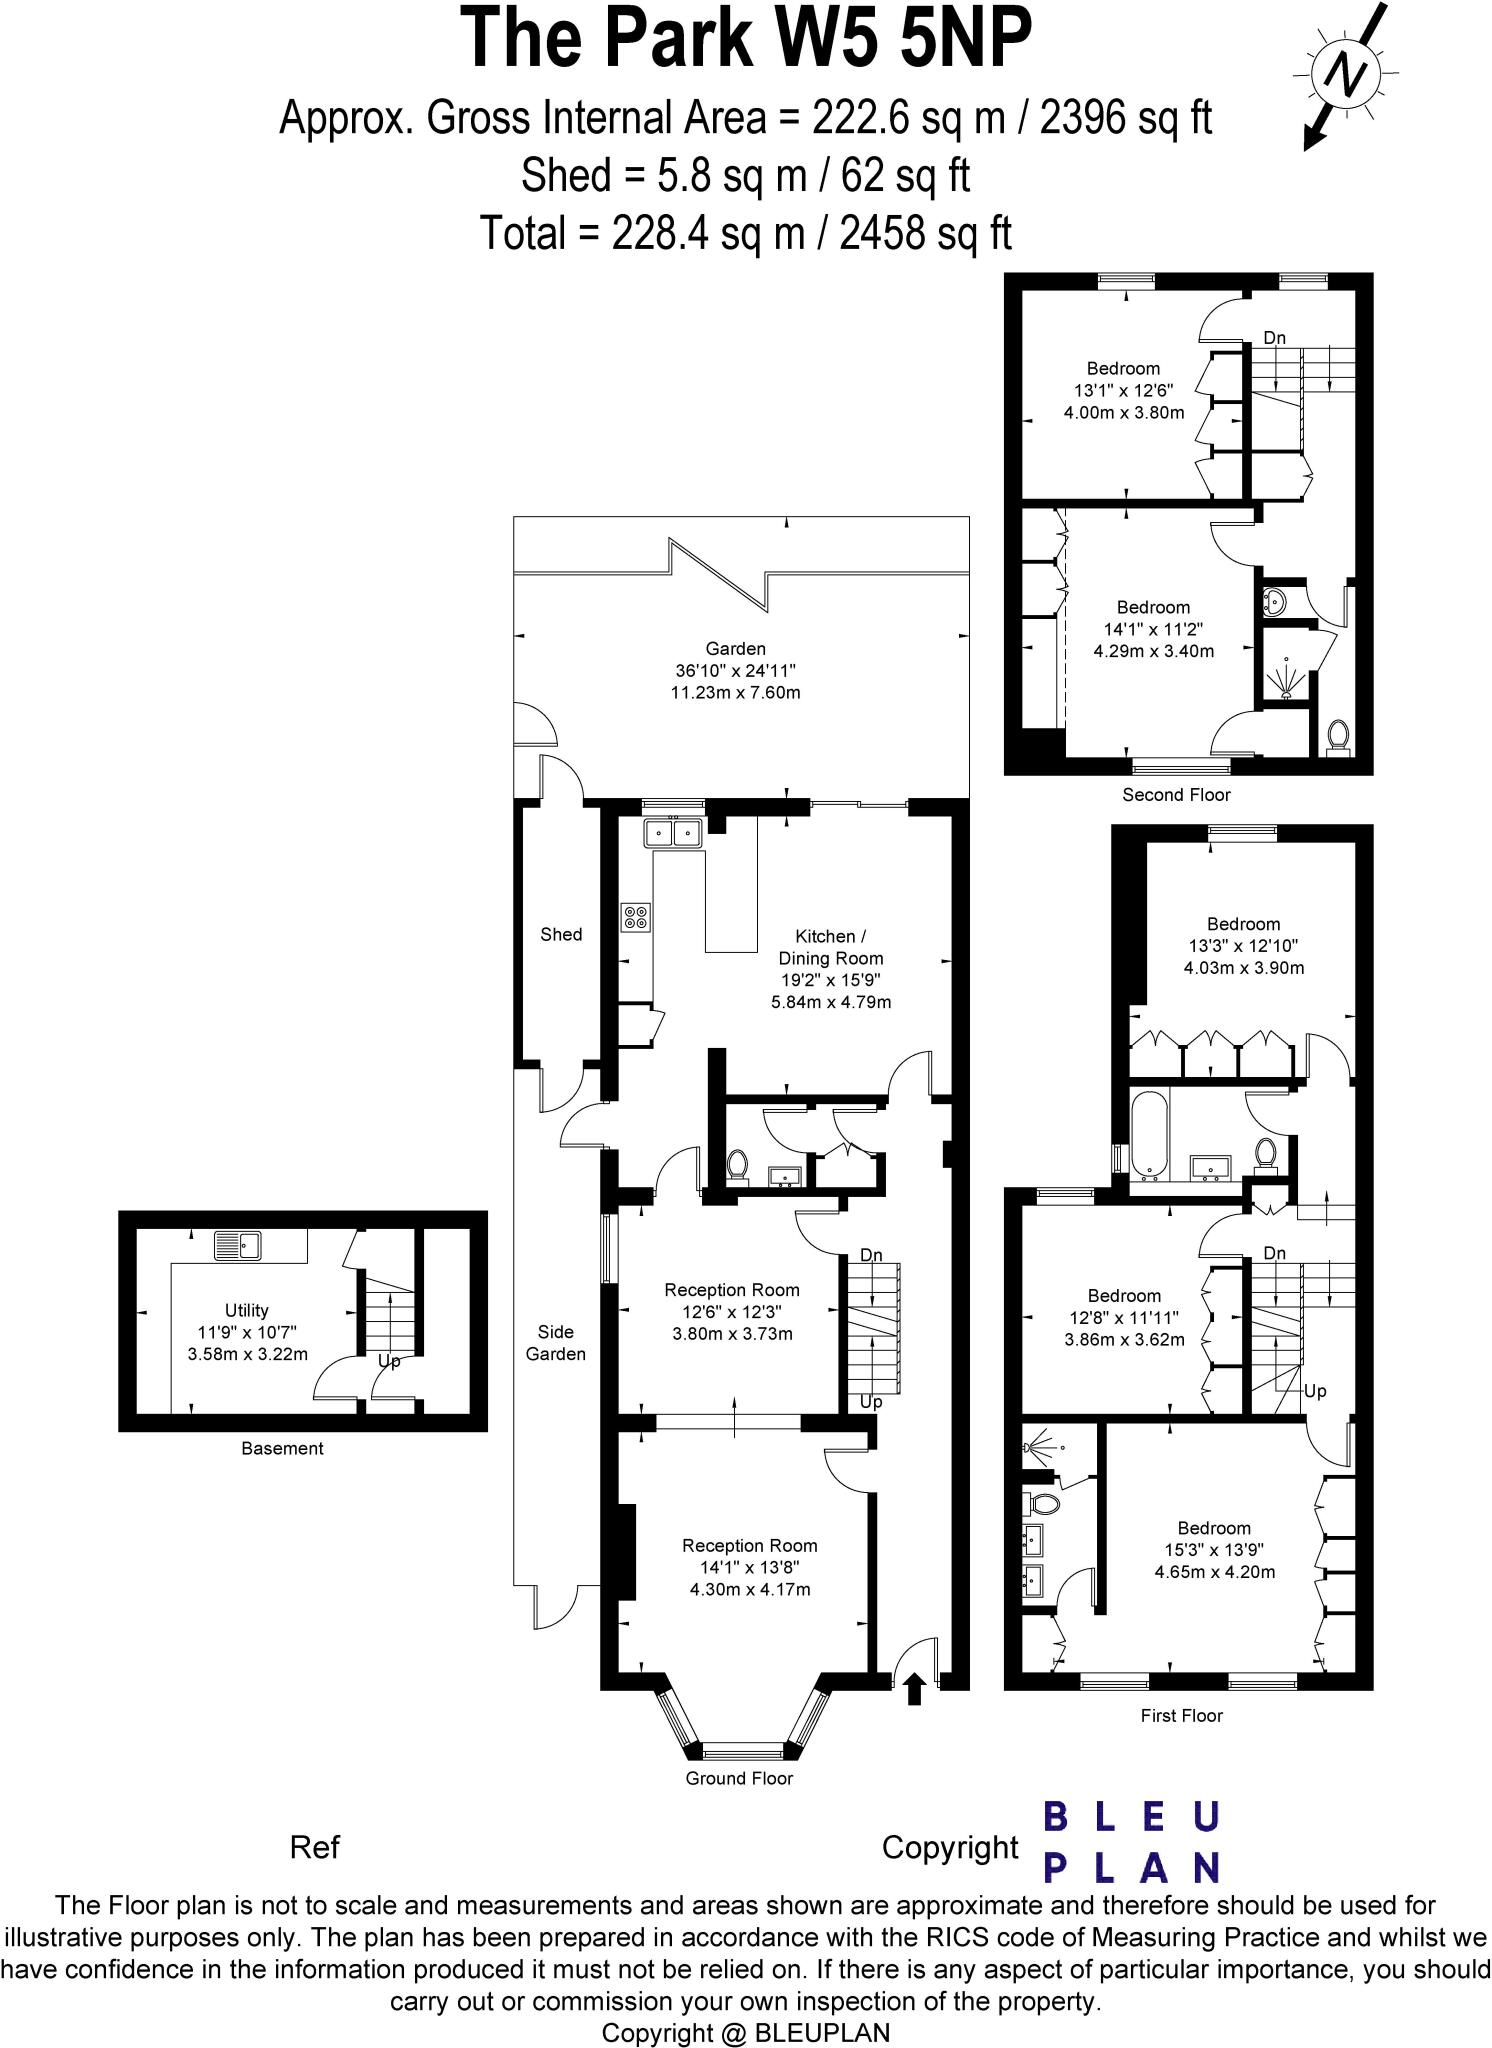 The Park W5 5NP
Approx. Gross Internal Area = 222.6 sq m / 2396 sq ft
Shed = 5.8 sq m / 62 sq ft
Total = 228.4 sq m / 2458 sq ft
N
Dn
Bedroom
13'1" x 12'6"
4.00m x 3.80m
Bedroom
14'1" x 11'2"
4.29m x 3.40m
Second Floor
Garden
36'10" x 24'11"
11.23m x 7.60m
Shed
Kitchen /
Dining Room
19'2" x 15'9"
5.84m x 4.79m
Bedroom
13'3" x 12'10"
4.03m x 3.90m
Dn
Reception Room
12'6" x 12'3"
3.80m x 3.73m
Up
Side
Garden
Utility
11'9" x 10'7"
3.58m x 3.22m
Up
Basement
Dn
Bedroom
12'8" x 11'11"
3.86m x 3.62m
Up
Reception Room
14'1" x 13'8"
4.30m x 4.17m
Bedroom
15'3" x 13'9"
4.65m x 4.20m
First Floor
Ground Floor
Ref
Copyright
BLEU
PLAN
The Floor plan is not to scale and measurements and areas shown are approximate and therefore should be used for
illustrative purposes only. The plan has been prepared in accordance with the RICS code of Measuring Practice and whilst we
have confidence in the information produced it must not be relied on. If there is any aspect of particular importance, you should
carry out or commission your own inspection of the property.
Copyright @ BLEUPLAN